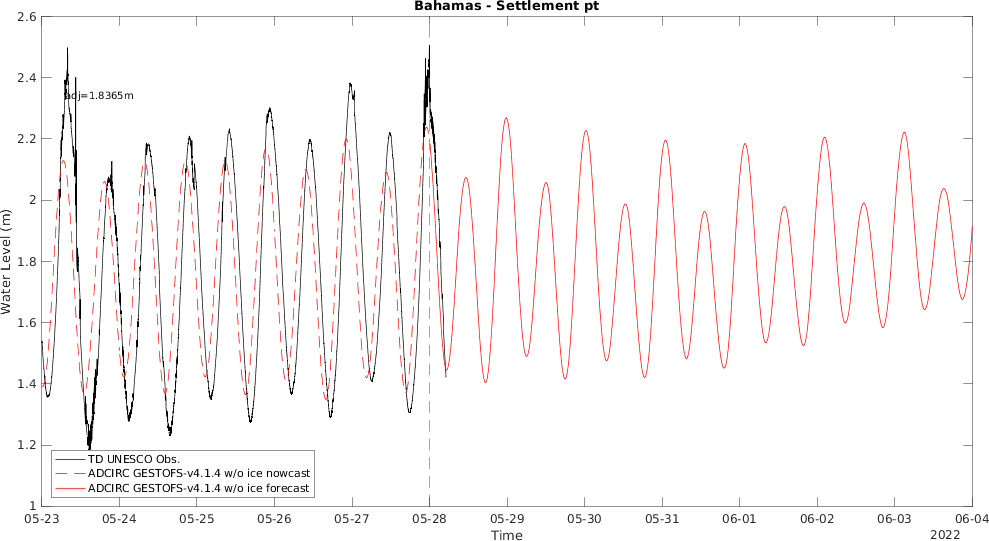 Bahamas - Settlement pt
2.6
2.4
2.2
2
1.8
1.6
1.4
1.2
1
Water Level (m)
adj=1.8365m
TD UNESCO Obs.
ADCIRC GESTOFS-v4.1.4 w/o ice nowcast
ADCIRC GESTOFS-v4.1.4 w/o ice forecast
05-23 05-24 05-25 05-26 05-27 05-28 05-29 05-30 05-31 06-01 06-02 06-03 06-04
Time
2022